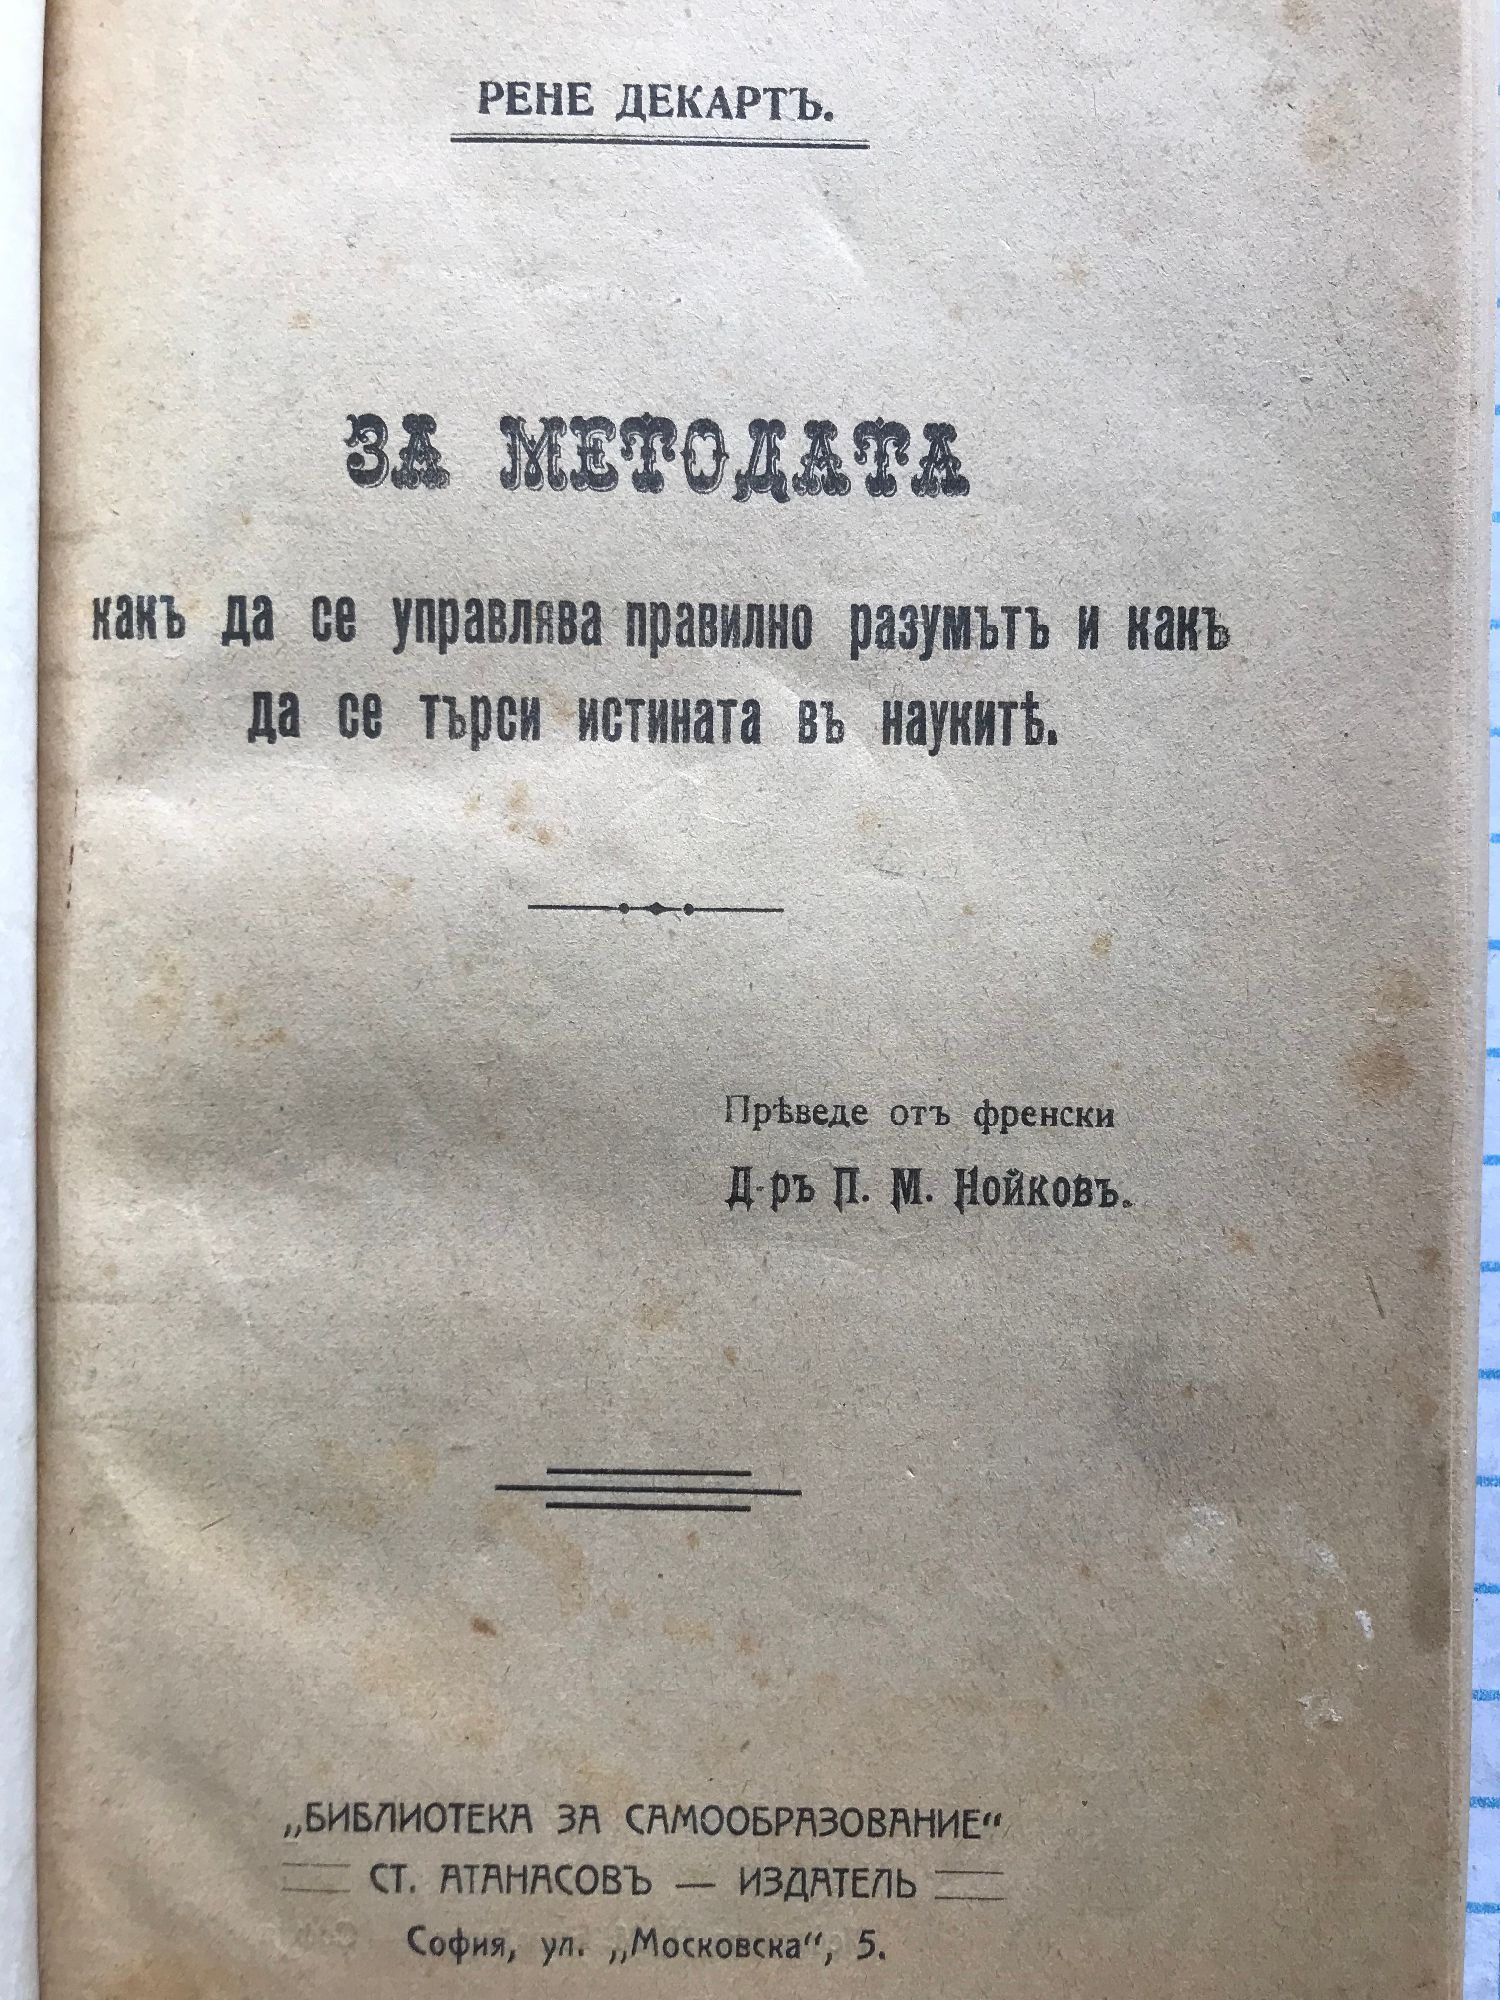 РЕНЕ ДЕКАРТЪ.
ЗА МЕТОДАТА
какъ да се управлява правилно разумътъ и какъ
да се търси истината въ наукитѣ.
Прѣведе отъ френски
Д-ръ П. М. Нойковъ.
„БИБЛИОТЕКА ЗА САМООБРАЗОВАНИЕ“
СТ. АТАНАСОВЪ — ИЗДАТЕЛЬ
София, ул. „Московска“, 5.